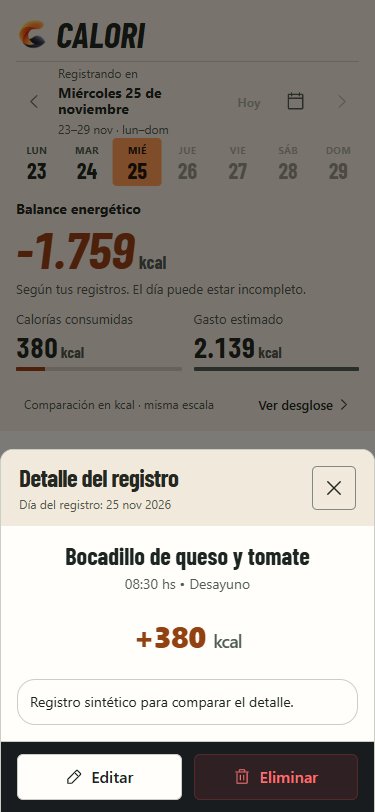 CALORI
Registrando en
Miércoles 25 de
noviembre
23–29 nov · lun–dom
Hoy
LUN MAR MIÉ JUE VIE SÁB DOM
23 24 25 26 27 28 29
Balance energético
-1.759 kcal
Según tus registros. El día puede estar incompleto.
Calorías consumidas Gasto estimado
380 kcal 2.139 kcal
Comparación en kcal · misma escala Ver desglose
Detalle del registro
Día del registro: 25 nov 2026
Bocadillo de queso y tomate
08:30 hs • Desayuno
+380 kcal
Registro sintético para comparar el detalle.
Editar Eliminar